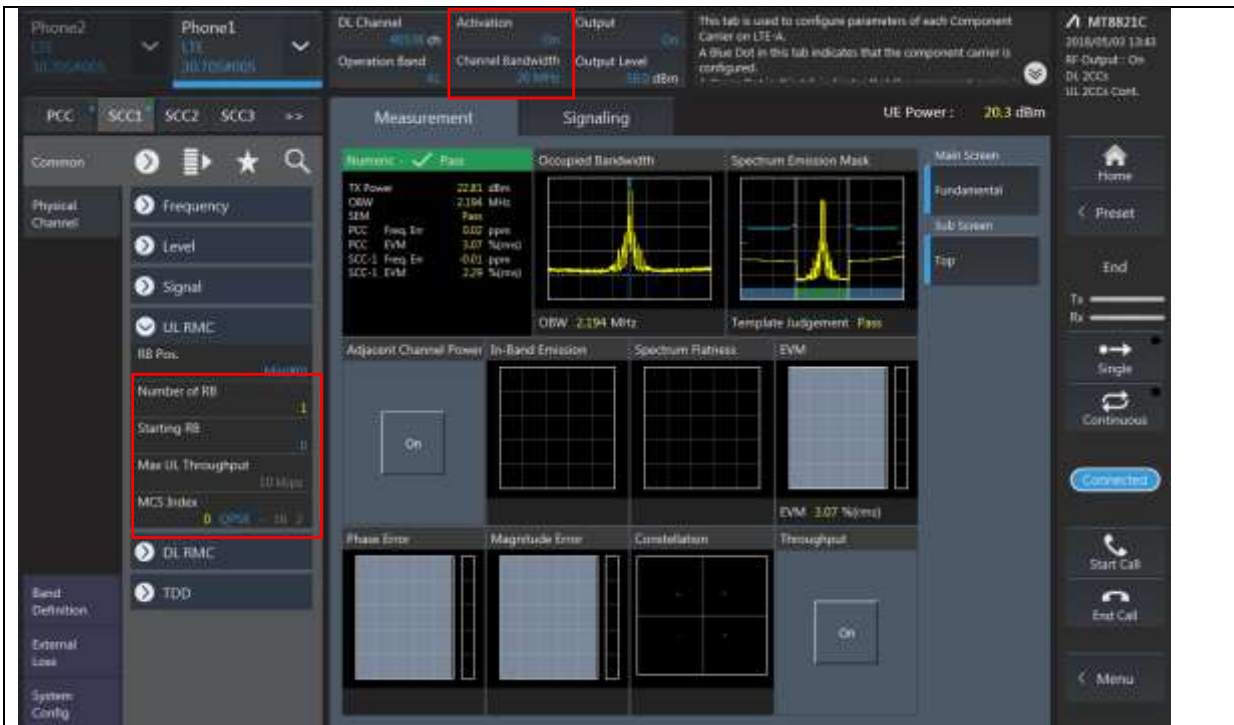 Phone2
LTE
Phone1
LTE
DL Channel
ch
Operation Band
41
Activation
On
Channel Bandwidth
20 MHz
Output
On
Output Level
dBm
This tab is used to configure parameters of each Component
Carrier on LTE-A.
A Blue Dot in this tab indicates that the component carrier is
configured.
MT8821C
2018/05/03 13:43
RF Output : On
DL 2CCs
UL 2CCs Cont.
PCC
SCC1
SCC2
SCC3
>>
Measurement
Signaling
UE Power : 20.3 dBm
Common
Physical
Channel
Frequency
Level
Signal
UL RMC
RB Pos.
Number of RB
1
Starting RB
0
Max UL Throughput
MCS Index
0 QPSK
DL RMC
TDD
Band
Definition
External
Loss
System
Config
Numeric - Pass
TX Power 22.81 dBm
OBW 2.194 MHz
SEM Pass
PCC Freq. Err 0.02 ppm
PCC EVM 3.07 %(rms)
SCC-1 Freq. Err -0.01 ppm
SCC-1 EVM 2.29 %(rms)
Occupied Bandwidth
OBW 2.194 MHz
Spectrum Emission Mask
Template Judgement Pass
Main Screen
Fundamental
Sub Screen
Top
Adjacent Channel Power
On
In-Band Emission
Spectrum Flatness
EVM
EVM 3.07 %(rms)
Phase Error
Magnitude Error
Constellation
Throughput
On
Home
< Preset
End
Tx
Rx
Single
Continuous
Connected
Start Call
End Call
< Menu